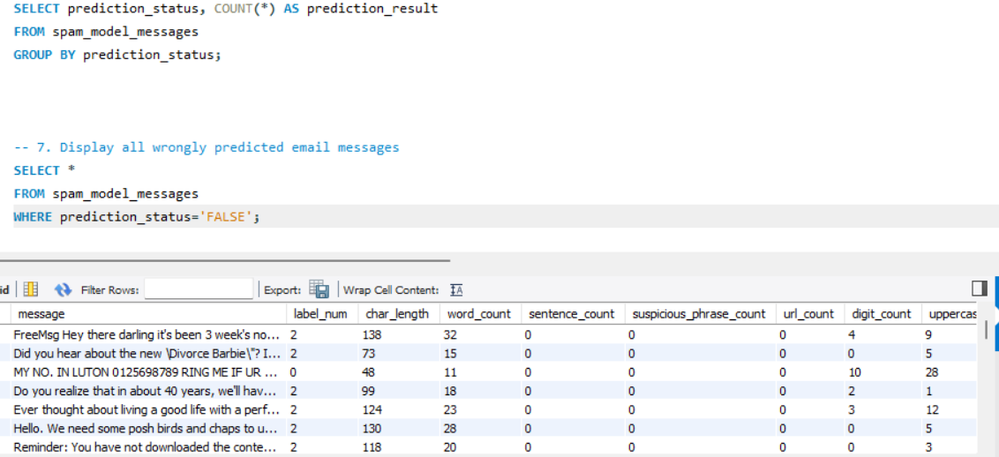 SELECT prediction_status, COUNT(*) AS prediction_result
FROM spam_model_messages
GROUP BY prediction_status;
-- 7. Display all wrongly predicted email messages
SELECT *
FROM spam_model_messages
WHERE prediction_status='FALSE';
id Filter Rows: Export: Wrap Cell Content: IA
message label_num char_length word_count sentence_count suspicious_phrase_count url_count digit_count uppercas
FreeMsg Hey there darling it's been 3 week's no... 2 138 32 0 0 0 4 9
Did you hear about the new \Divorce Barbie\"? I... 2 73 15 0 0 0 0 5
MY NO. IN LUTON 0125698789 RING ME IF UR ... 0 48 11 0 0 0 10 28
Do you realize that in about 40 years, we'll hav... 2 99 18 0 0 0 2 1
Ever thought about living a good life with a perf... 2 124 23 0 0 0 3 12
Hello. We need some posh birds and chaps to u... 2 130 28 0 0 0 0 5
Reminder: You have not downloaded the conte... 2 118 20 0 0 0 0 3